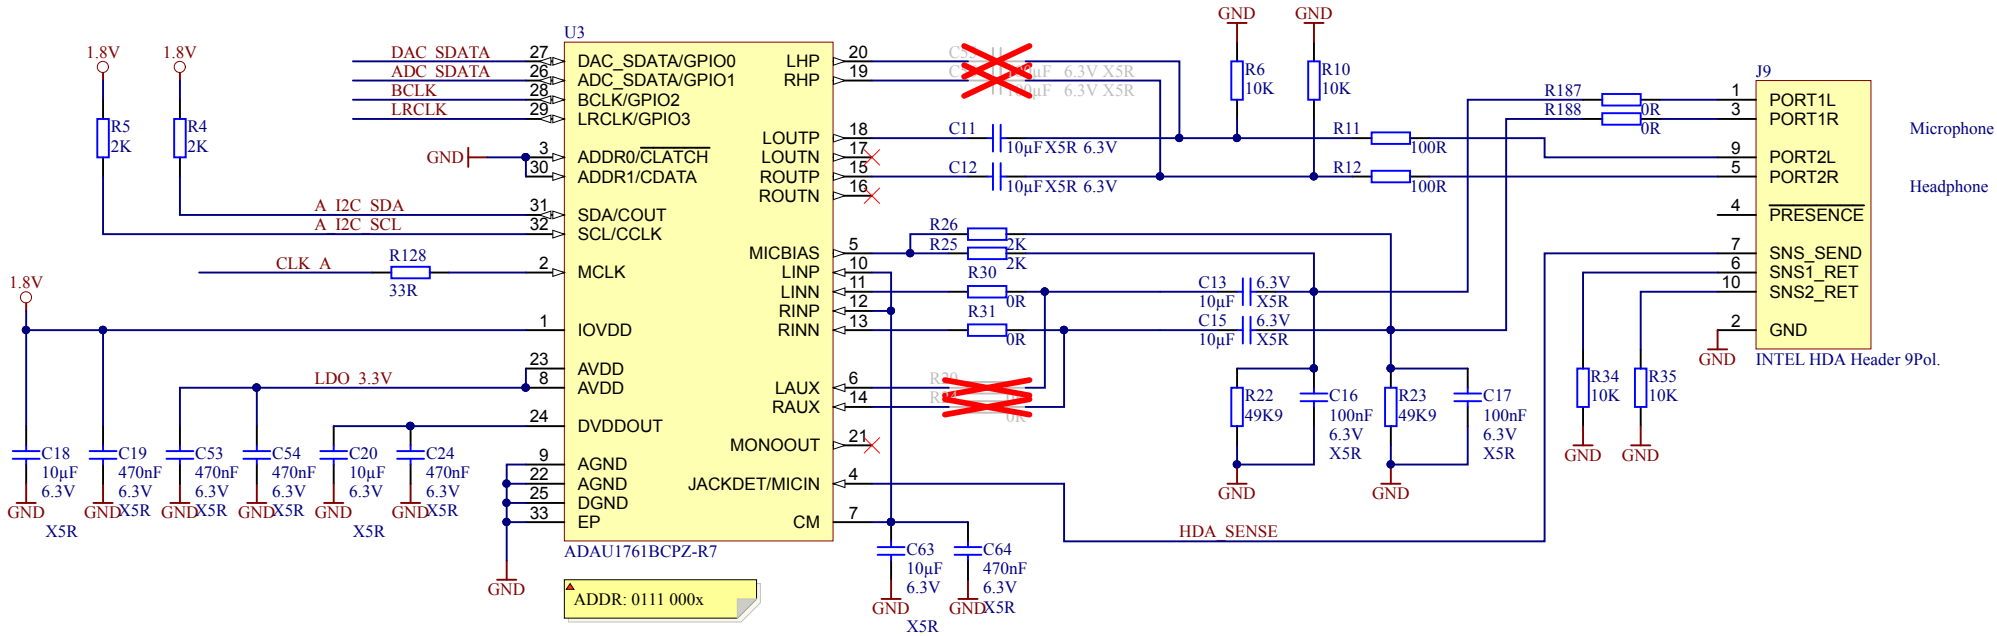 U3
1.8V
1.8V
R5
2K
R4
2K
DAC_SDATA
ADC_SDATA
BCLK
LRCLK
GND
A_I2C_SDA
A_I2C_SCL
CLK_A
R128
33R
1.8V
LDO_3.3V
C18
10µF
6.3V
X5R
GND
C19
470nF
6.3V
X5R
GND
C53
470nF
6.3V
X5R
GND
C54
470nF
6.3V
X5R
GND
C20
10µF
6.3V
X5R
GND
C24
470nF
6.3V
X5R
GND
GND
27 DAC_SDATA/GPIO0
26 ADC_SDATA/GPIO1
28 BCLK/GPIO2
29 LRCLK/GPIO3
3 ADDR0/CLATCH
30 ADDR1/CDATA
31 SDA/COUT
32 SCL/CCLK
2 MCLK
1 IOVDD
23 AVDD
8 AVDD
24 DVDDOUT
9 AGND
22 AGND
25 DGND
33 EP
LHP 20
RHP 19
LOUTP 18
LOUTN 17
ROUTP 15
ROUTN 16
MICBIAS 5
LINP 10
LINN 11
RINP 12
RINN 13
LAUX 6
RAUX 14
MONOOUT 21
JACKDET/MICIN 4
CM 7
ADAU1761BCPZ-R7
ADDR: 0111 000x
6.3V X5R
6.3V X5R
C11
10µF X5R 6.3V
C12
10µF X5R 6.3V
GND
R6
10K
GND
R10
10K
R11
100R
R12
100R
R187
0R
R188
0R
R26
2K
R25
2K
R30
0R
R31
0R
C13
10µF
6.3V
X5R
C15
10µF
6.3V
X5R
R22
49K9
C16
100nF
6.3V
X5R
GND
R23
49K9
C17
100nF
6.3V
X5R
GND
HDA_SENSE
C63
10µF
6.3V
X5R
GND
C64
470nF
6.3V
X5R
GND
R34
10K
GND
R35
10K
GND
GND
J9
1 PORT1L
3 PORT1R
9 PORT2L
5 PORT2R
4 PRESENCE
7 SNS_SEND
6 SNS1_RET
10 SNS2_RET
2 GND
INTEL HDA Header 9Pol.
Microphone
Headphone